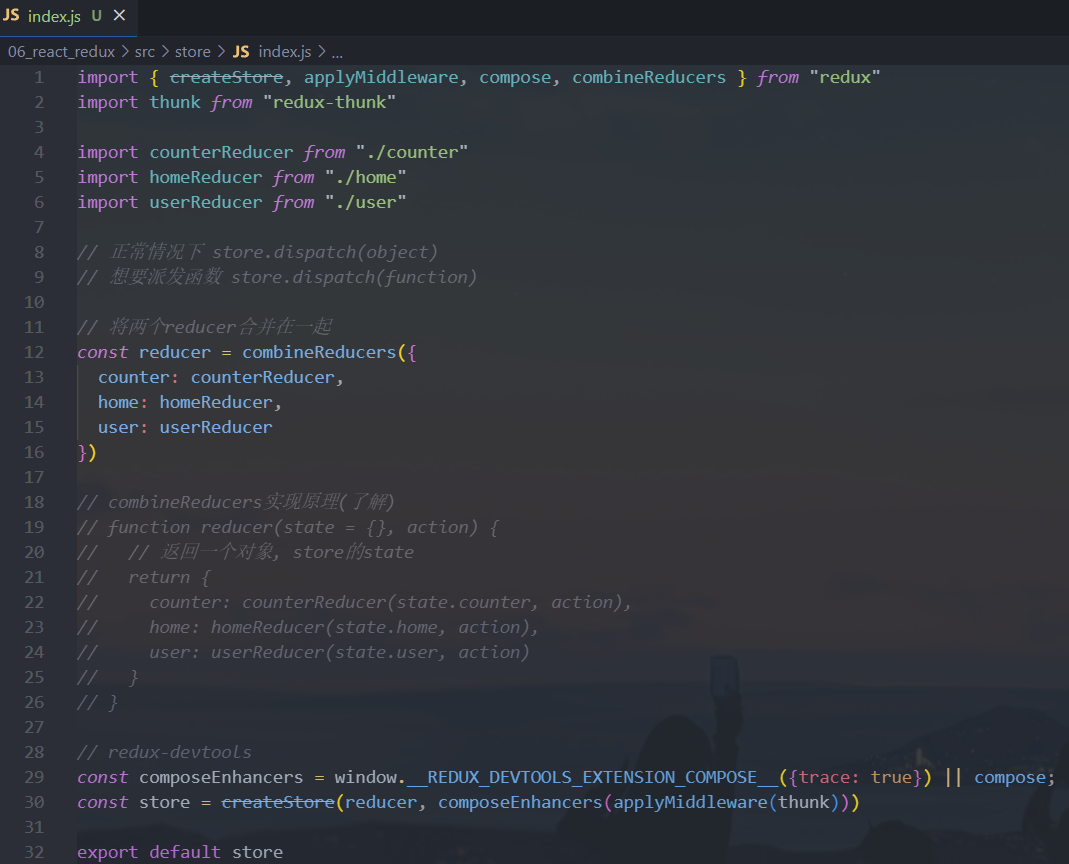 JS index.js U ×
06_react_redux > src > store > JS index.js > ...
1 import { createStore, applyMiddleware, compose, combineReducers } from "redux"
2 import thunk from "redux-thunk"
3
4 import counterReducer from "./counter"
5 import homeReducer from "./home"
6 import userReducer from "./user"
7
8 // 正常情况下 store.dispatch(object)
9 // 想要派发函数 store.dispatch(function)
10
11 // 将两个reducer合并在一起
12 const reducer = combineReducers({
13   counter: counterReducer,
14   home: homeReducer,
15   user: userReducer
16 })
17
18 // combineReducers实现原理(了解)
19 // function reducer(state = {}, action) {
20 //   // 返回一个对象, store的state
21 //   return {
22 //     counter: counterReducer(state.counter, action),
23 //     home: homeReducer(state.home, action),
24 //     user: userReducer(state.user, action)
25 //   }
26 // }
27
28 // redux-devtools
29 const composeEnhancers = window.__REDUX_DEVTOOLS_EXTENSION_COMPOSE__({trace: true}) || compose;
30 const store = createStore(reducer, composeEnhancers(applyMiddleware(thunk)))
31
32 export default store